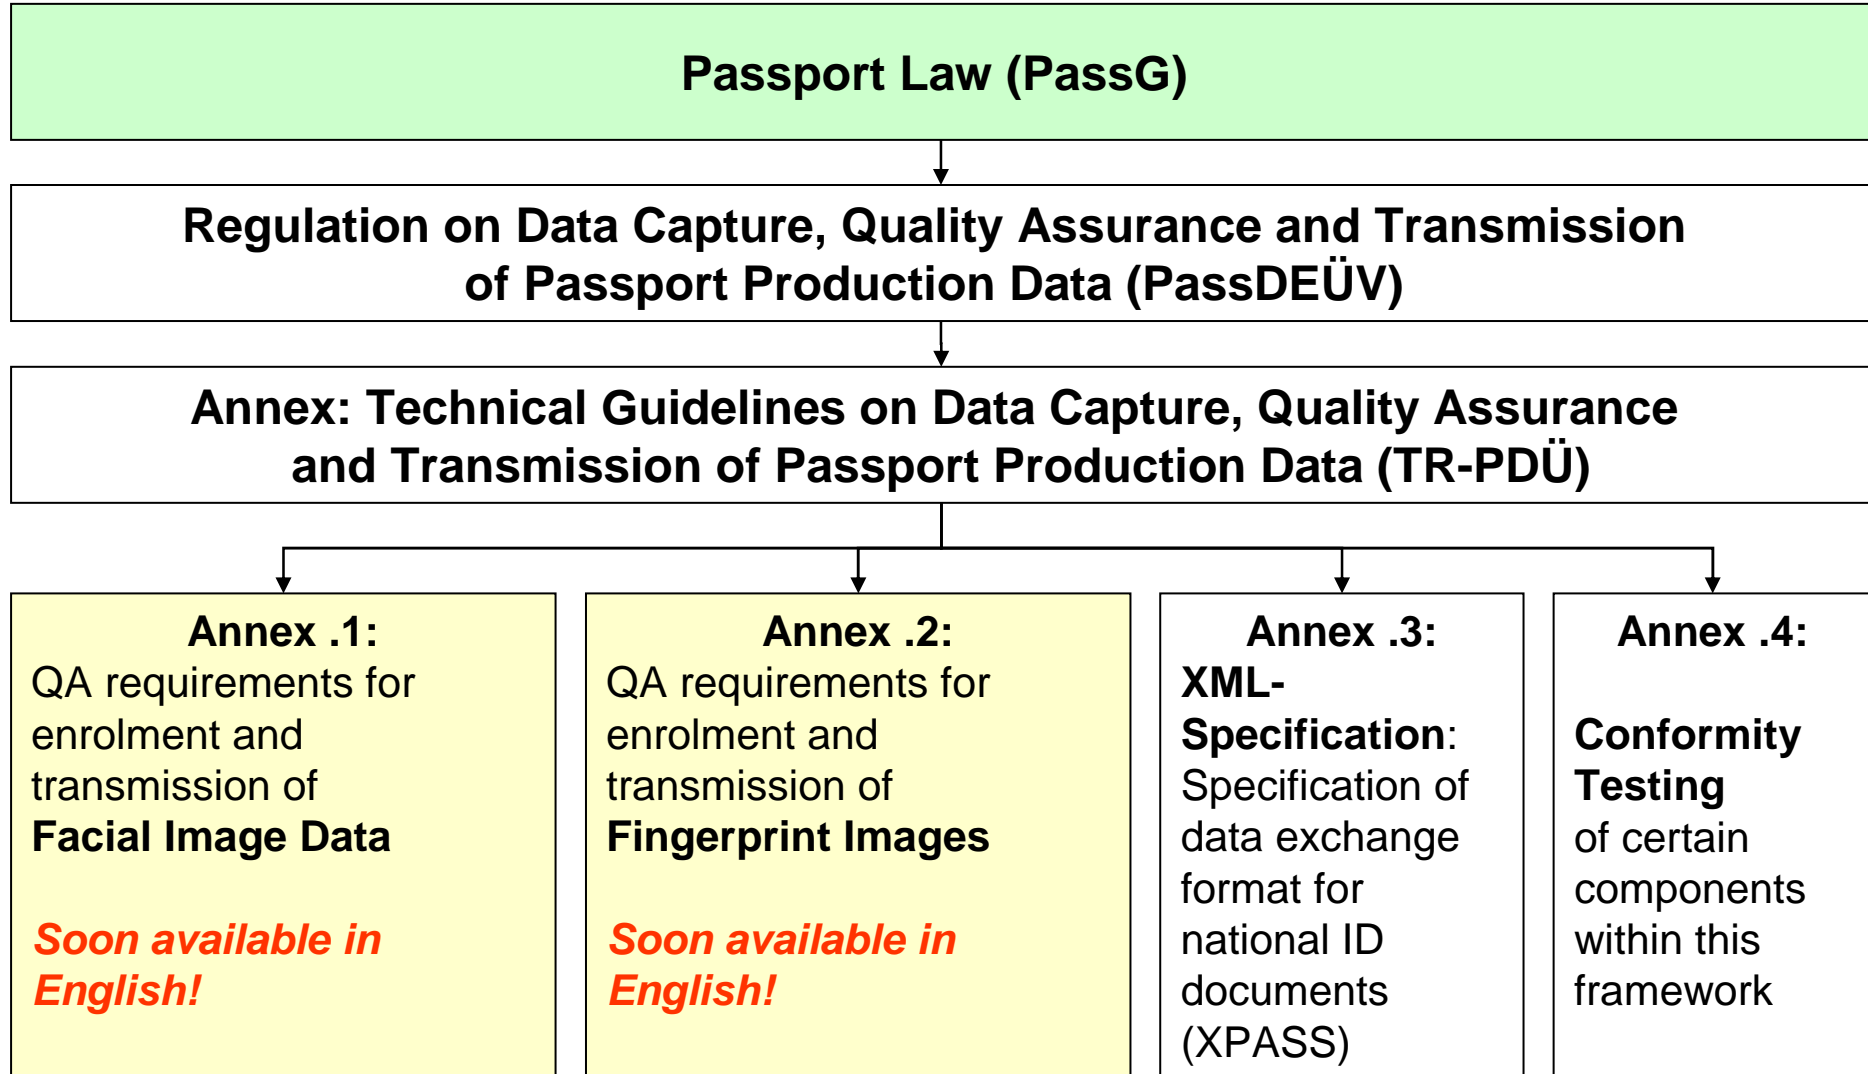 Passport Law (PassG)
Regulation on Data Capture, Quality Assurance and Transmission
of Passport Production Data (PassDEÜV)
Annex: Technical Guidelines on Data Capture, Quality Assurance
and Transmission of Passport Production Data (TR-PDÜ)
Annex .1:
QA requirements for
enrolment and
transmission of
Facial Image Data
Soon available in
English!
Annex .2:
QA requirements for
enrolment and
transmission of
Fingerprint Images
Soon available in
English!
Annex .3:
XML-
Specification:
Specification of
data exchange
format for
national ID
documents
(XPASS)
Annex .4:
Conformity
Testing
of certain
components
within this
framework